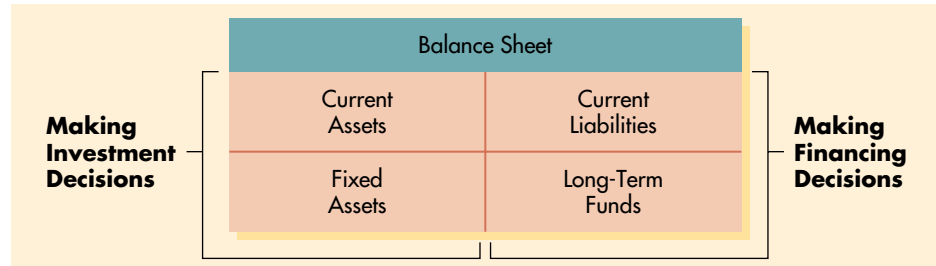 Balance Sheet
Current
Assets
Current
Liabilities
Making
Investment
Decisions
Making
Financing
Decisions
Fixed
Assets
Long-Term
Funds